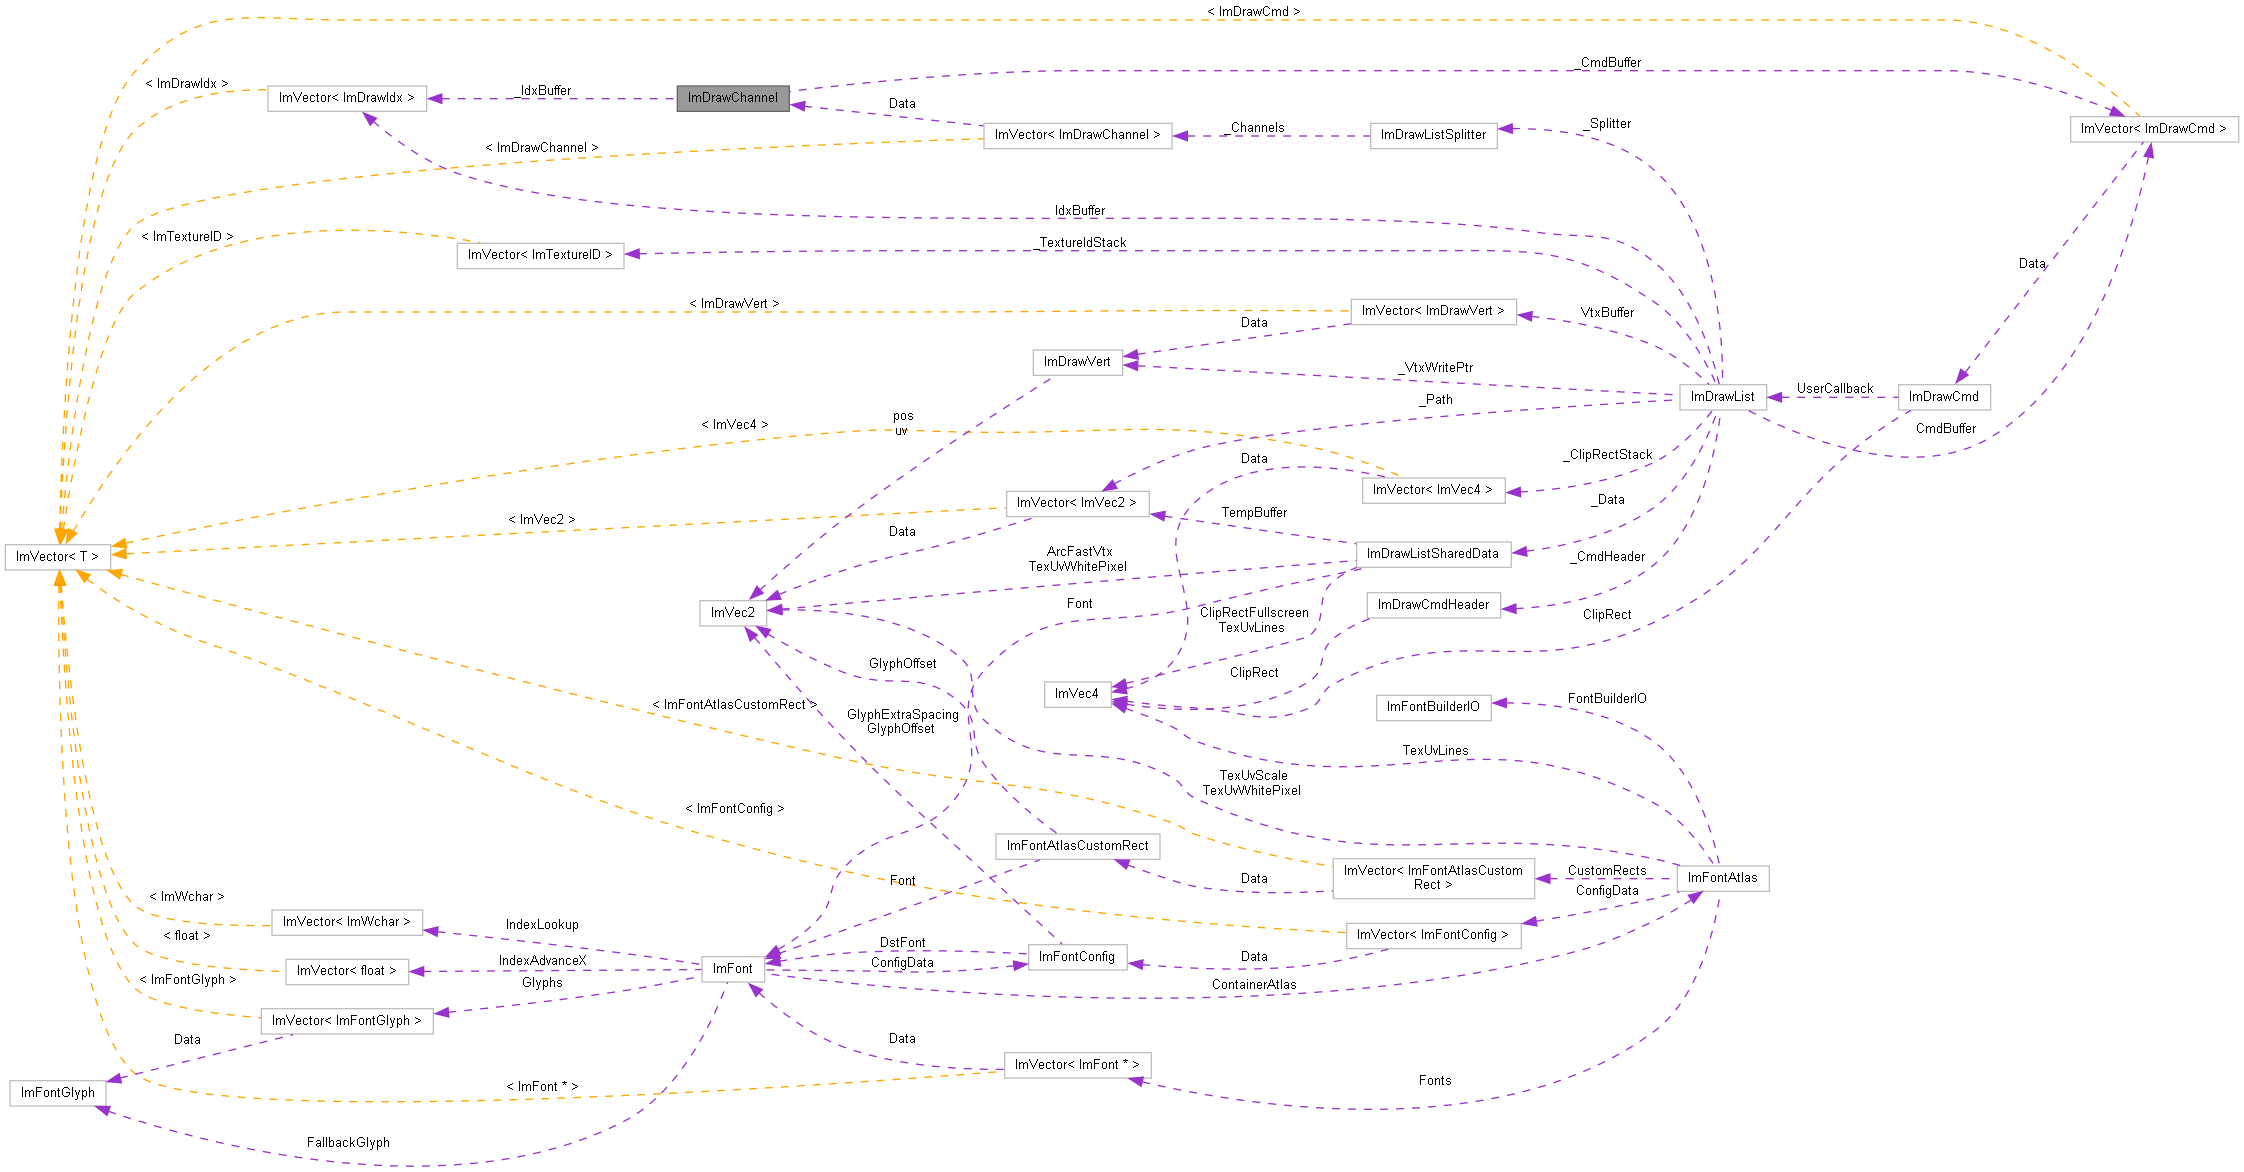 < ImDrawCmd >
_CmdBuffer
< ImDrawIdx >
ImVector< ImDrawIdx >
_IdxBuffer
ImDrawChannel
Data
ImVector< ImDrawChannel >
_Channels
ImDrawListSplitter
_Splitter
ImVector< ImDrawCmd >
< ImDrawChannel >
IdxBuffer
< ImTextureID >
ImVector< ImTextureID >
_TextureIdStack
Data
< ImDrawVert >
ImVector< ImDrawVert >
VtxBuffer
Data
ImDrawVert
_VtxWritePtr
UserCallback
ImDrawList
ImDrawCmd
_Path
pos
uv
< ImVec4 >
CmdBuffer
Data
_ClipRectStack
ImVector< ImVec4 >
ImVector< ImVec2 >
_Data
< ImVec2 >
TempBuffer
Data
ImVector< T >
ArcFastVtx
TexUvWhitePixel
ImDrawListSharedData
_CmdHeader
ImVec2
Font
ClipRectFullscreen
TexUvLines
ImDrawCmdHeader
ClipRect
GlyphOffset
ClipRect
ImVec4
< ImFontAtlasCustomRect >
GlyphExtraSpacing
GlyphOffset
ImFontBuilderIO
FontBuilderIO
TexUvLines
TexUvScale
TexUvWhitePixel
< ImFontConfig >
ImFontAtlasCustomRect
ImVector< ImFontAtlasCustom
Rect >
CustomRects
ImFontAtlas
Font
Data
ConfigData
< ImWchar >
ImVector< ImWchar >
IndexLookup
ImVector< ImFontConfig >
< float >
DstFont
ImFontConfig
Data
ImVector< float >
IndexAdvanceX
ImFont
ConfigData
< ImFontGlyph >
Glyphs
ContainerAtlas
ImVector< ImFontGlyph >
Data
Data
ImVector< ImFont * >
ImFontGlyph
< ImFont * >
Fonts
FallbackGlyph